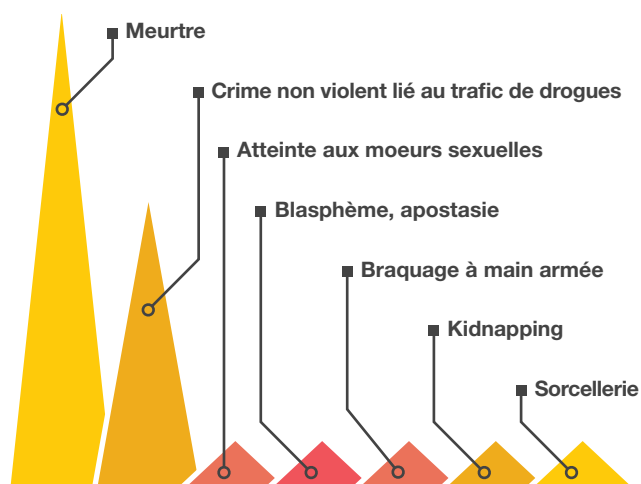 Meurtre
Crime non violent lié au trafic de drogues
Atteinte aux moeurs sexuelles
Blasphème, apostasie
Braquage à main armée
Kidnapping
Sorcellerie